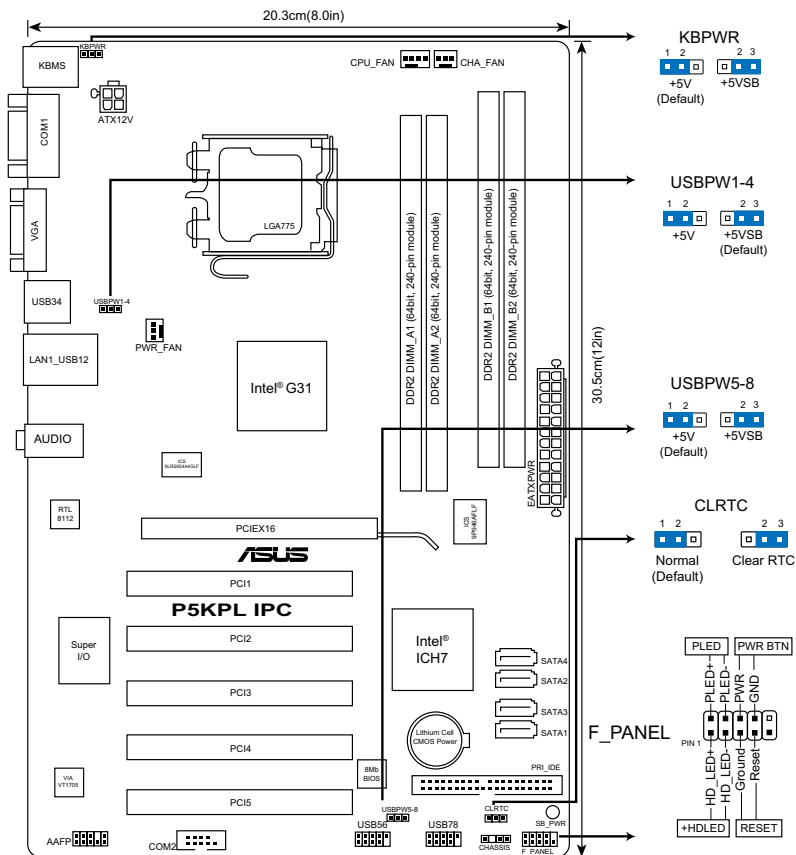 20.3cm(8.0in)
KBPWR
KBMS
CPU_FAN
CHA_FAN
ATX12V
COM1
LGA775
VGA
USB34
USBPW1-4
PWR_FAN
LAN1_USB12
Intel® G31
AUDIO
DDR2 DIMM_A1 (64bit, 240-pin module)
DDR2 DIMM_A2 (64bit, 240-pin module)
DDR2 DIMM_B1 (64bit, 240-pin module)
DDR2 DIMM_B2 (64bit, 240-pin module)
30.5cm(12in)
EATXPWR
ICS
9LRS954A4GLF
RTL
8112
ICS
9P946AFLF
PCIEX16
ASUS
PCI1
P5KPL IPC
PCI2
Super
I/O
Intel®
ICH7
PCI3
SATA4
SATA2
SATA3
SATA1
Lithium Cell
CMOS Power
PCI4
VIA
VT1705
8Mb
BIOS
PRI_IDE
PCI5
USBPW5-8
CLRTC
SB_PWR
AAFP
COM2
USB56
USB78
CHASSIS
F_PANEL
KBPWR
1 2
2 3
+5V
(Default)
+5VSB
USBPW1-4
1 2
2 3
+5V
+5VSB
(Default)
USBPW5-8
1 2
2 3
+5V
(Default)
+5VSB
CLRTC
1 2
2 3
Normal
(Default)
Clear RTC
F_PANEL
PLED
PWR BTN
PLED+
PLED-
PWR
GND
PIN 1
HD_LED+
HD_LED-
Ground
Reset
+HDLED
RESET